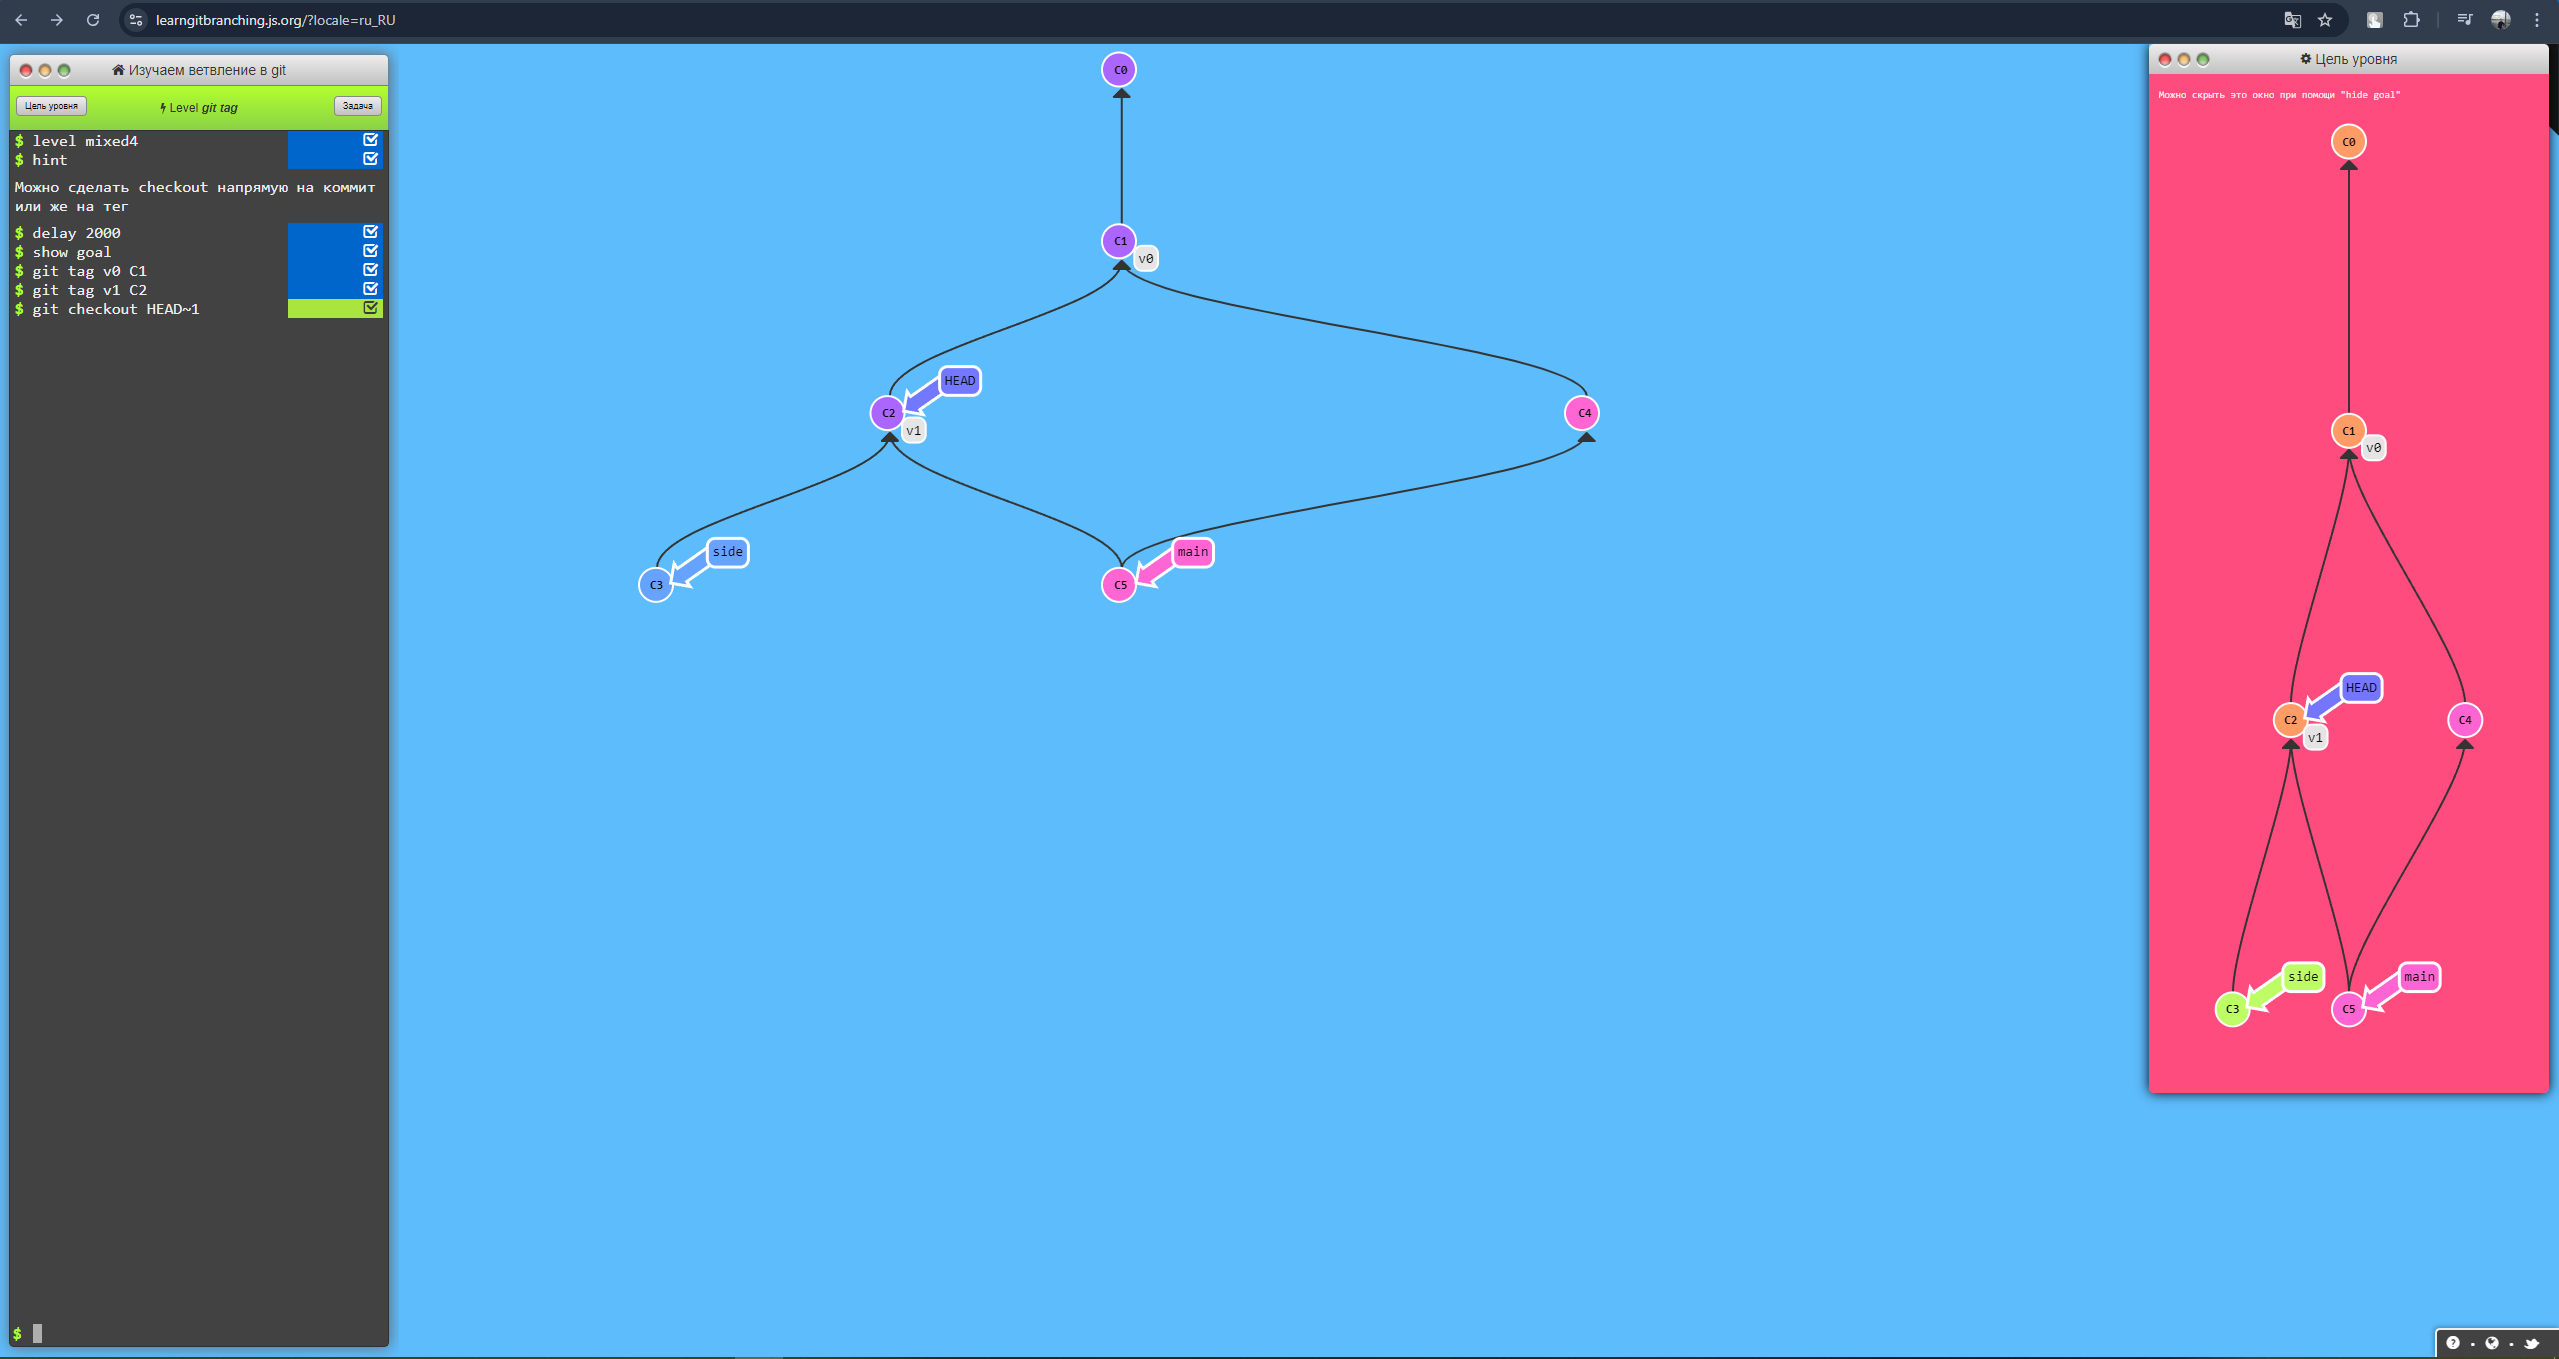 learngitbranching.js.org/?locale=ru_RU
Изучаем ветвление в git
Цель уровня
Level git tag
Задача
$ level mixed4
$ hint
Можно сделать checkout напрямую на коммит
или же на тег
$ delay 2000
$ show goal
$ git tag v0 C1
$ git tag v1 C2
$ git checkout HEAD~1
$
C0
C1
v0
HEAD
C2
v1
C4
side
C3
main
C5
Цель уровня
Можно скрыть это окно при помощи "hide goal"
C0
C1
v0
HEAD
C2
v1
C4
side
C3
main
C5